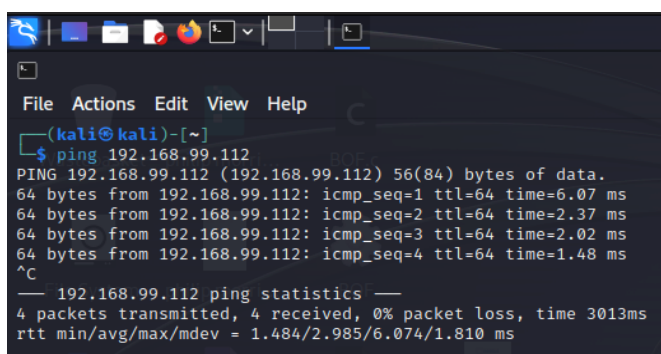 File Actions Edit View Help
┌──(kali㉿kali)-[~]
└─$ ping 192.168.99.112
PING 192.168.99.112 (192.168.99.112) 56(84) bytes of data.
64 bytes from 192.168.99.112: icmp_seq=1 ttl=64 time=6.07 ms
64 bytes from 192.168.99.112: icmp_seq=2 ttl=64 time=2.37 ms
64 bytes from 192.168.99.112: icmp_seq=3 ttl=64 time=2.02 ms
64 bytes from 192.168.99.112: icmp_seq=4 ttl=64 time=1.48 ms
^C
--- 192.168.99.112 ping statistics ---
4 packets transmitted, 4 received, 0% packet loss, time 3013ms
rtt min/avg/max/mdev = 1.484/2.985/6.074/1.810 ms